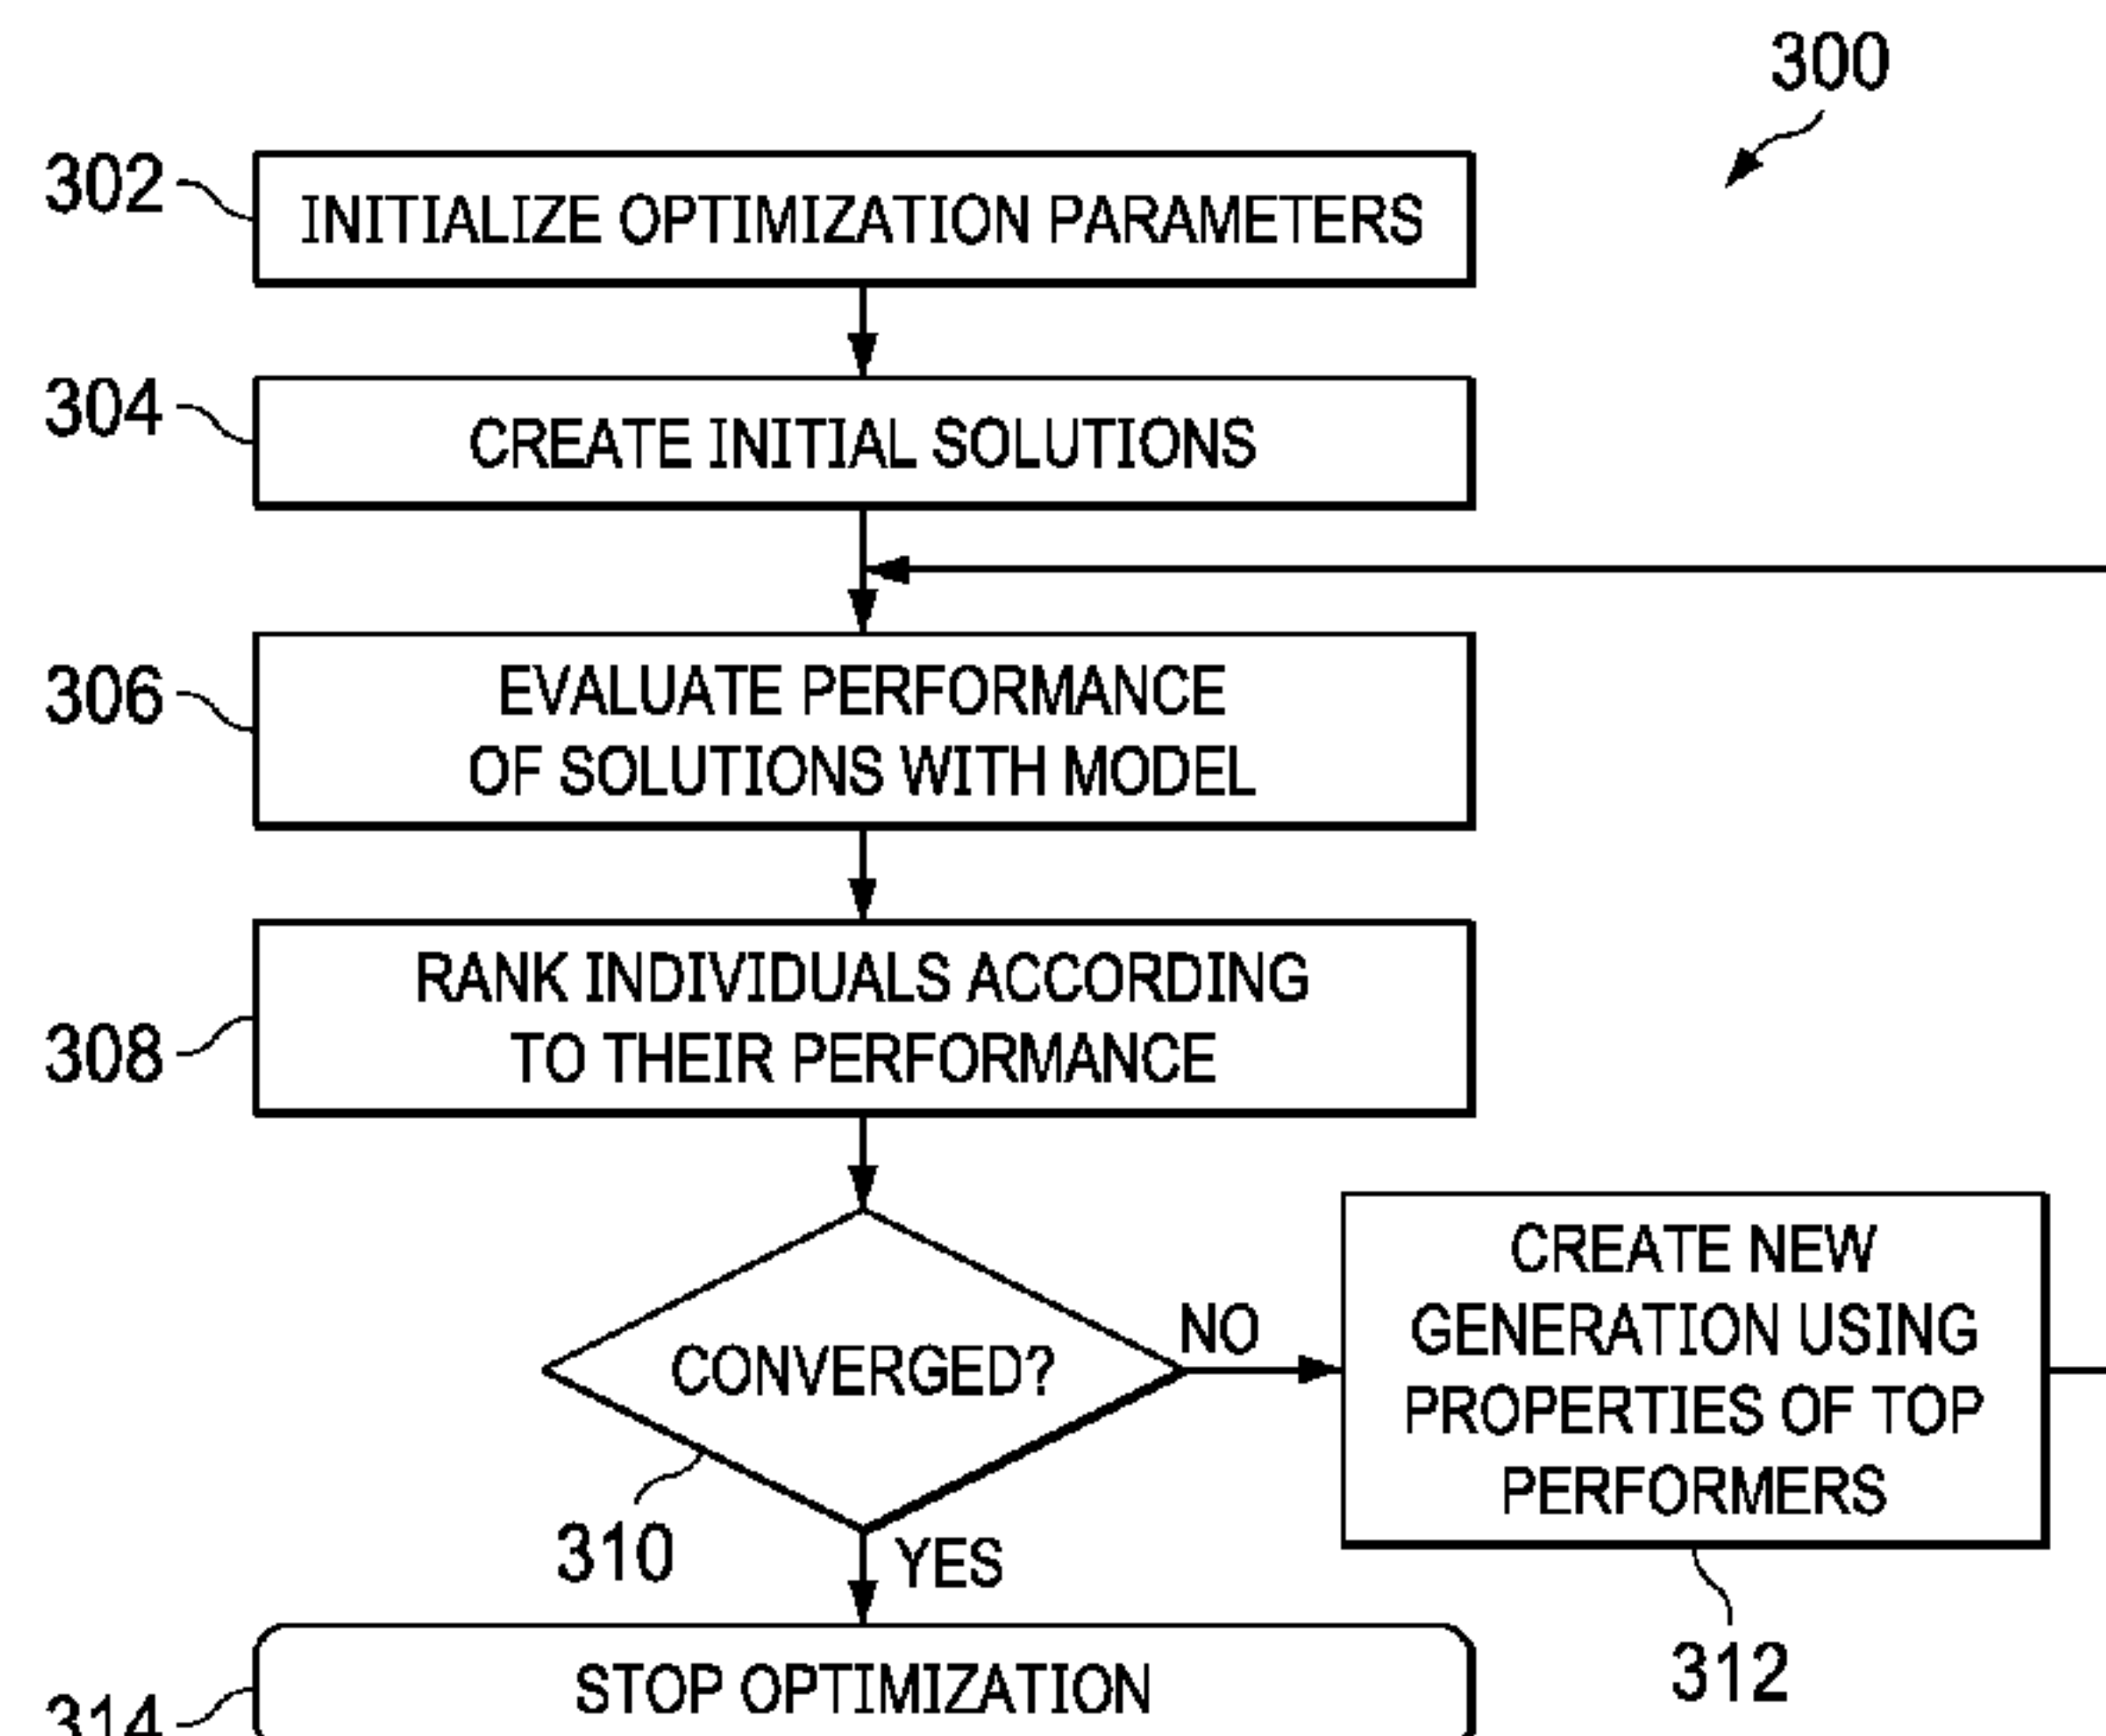 300
302
INITIALIZE OPTIMIZATION PARAMETERS
304
CREATE INITIAL SOLUTIONS
306
EVALUATE PERFORMANCE
OF SOLUTIONS WITH MODEL
308
RANK INDIVIDUALS ACCORDING
TO THEIR PERFORMANCE
CONVERGED?
310
NO
CREATE NEW
GENERATION USING
PROPERTIES OF TOP
PERFORMERS
312
YES
314
STOP OPTIMIZATION